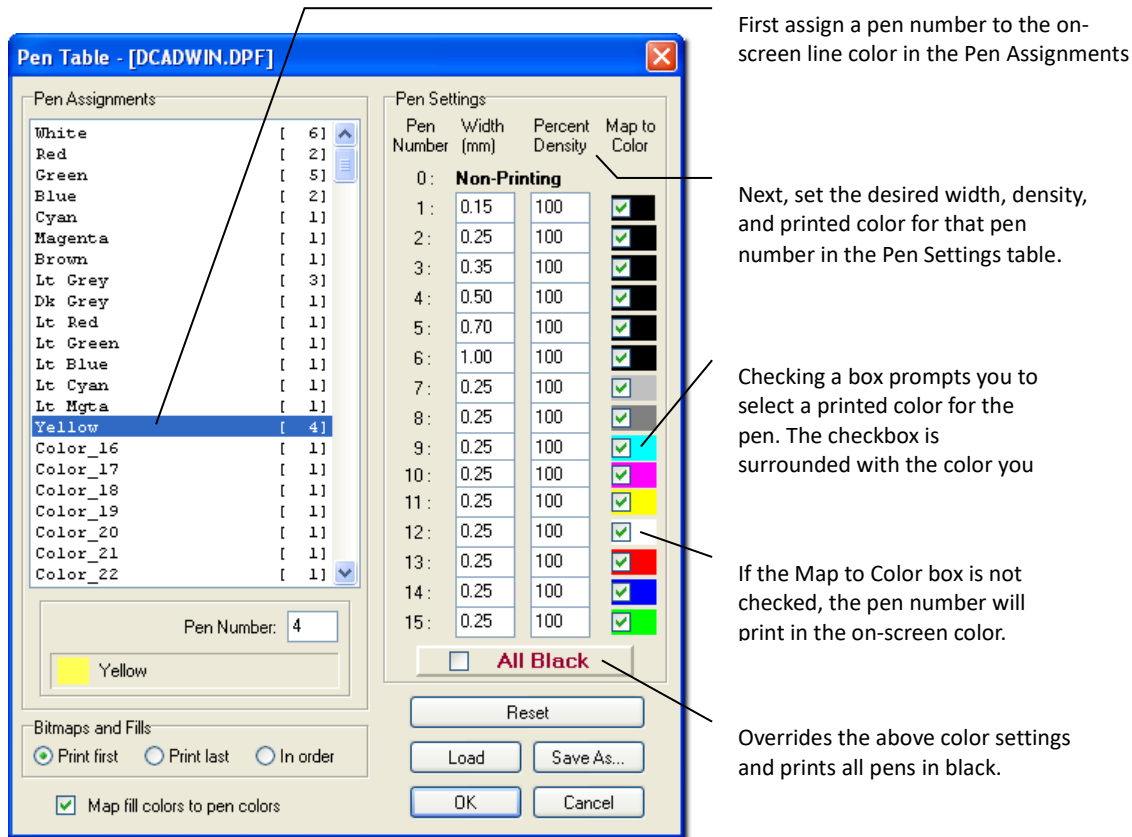 First assign a pen number to the on-
screen line color in the Pen Assignments
Pen Table - [DCADWIN.DPF]
Pen Assignments
White [ 6]
Red [ 2]
Green [ 5]
Blue [ 2]
Cyan [ 1]
Magenta [ 1]
Brown [ 1]
Lt Grey [ 3]
Dk Grey [ 1]
Lt Red [ 1]
Lt Green [ 1]
Lt Blue [ 1]
Lt Cyan [ 1]
Lt Mgta [ 1]
Yellow [ 4]
Color_16 [ 1]
Color_17 [ 1]
Color_18 [ 1]
Color_19 [ 1]
Color_20 [ 1]
Color_21 [ 1]
Color_22 [ 1]
Pen Number: 4
Yellow
Bitmaps and Fills
Print first Print last In order
Map fill colors to pen colors
Pen Settings
Pen Width Percent Map to
Number (mm) Density Color
0: Non-Printing
1: 0.15 100
2: 0.25 100
3: 0.35 100
4: 0.50 100
5: 0.70 100
6: 1.00 100
7: 0.25 100
8: 0.25 100
9: 0.25 100
10: 0.25 100
11: 0.25 100
12: 0.25 100
13: 0.25 100
14: 0.25 100
15: 0.25 100
All Black
Reset
Load Save As...
OK Cancel
Next, set the desired width, density,
and printed color for that pen
number in the Pen Settings table.
Checking a box prompts you to
select a printed color for the
pen. The checkbox is
surrounded with the color you
If the Map to Color box is not
checked, the pen number will
print in the on-screen color.
Overrides the above color settings
and prints all pens in black.